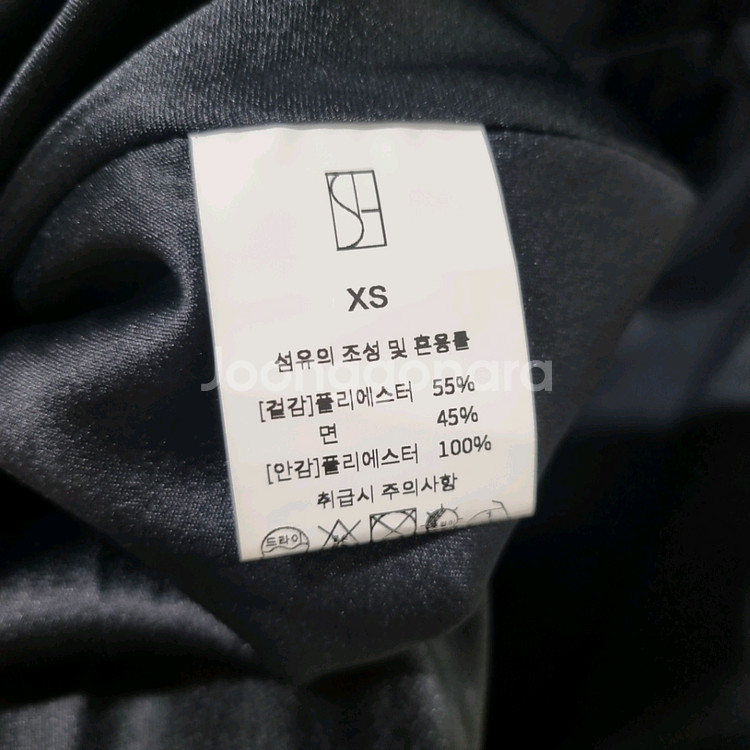 SH
XS
섬유의 조성 및 혼용률
Joongonara
[겉감]폴리에스터 55%
면 45%
[안감]폴리에스터 100%
취급시 주의사항
드라이